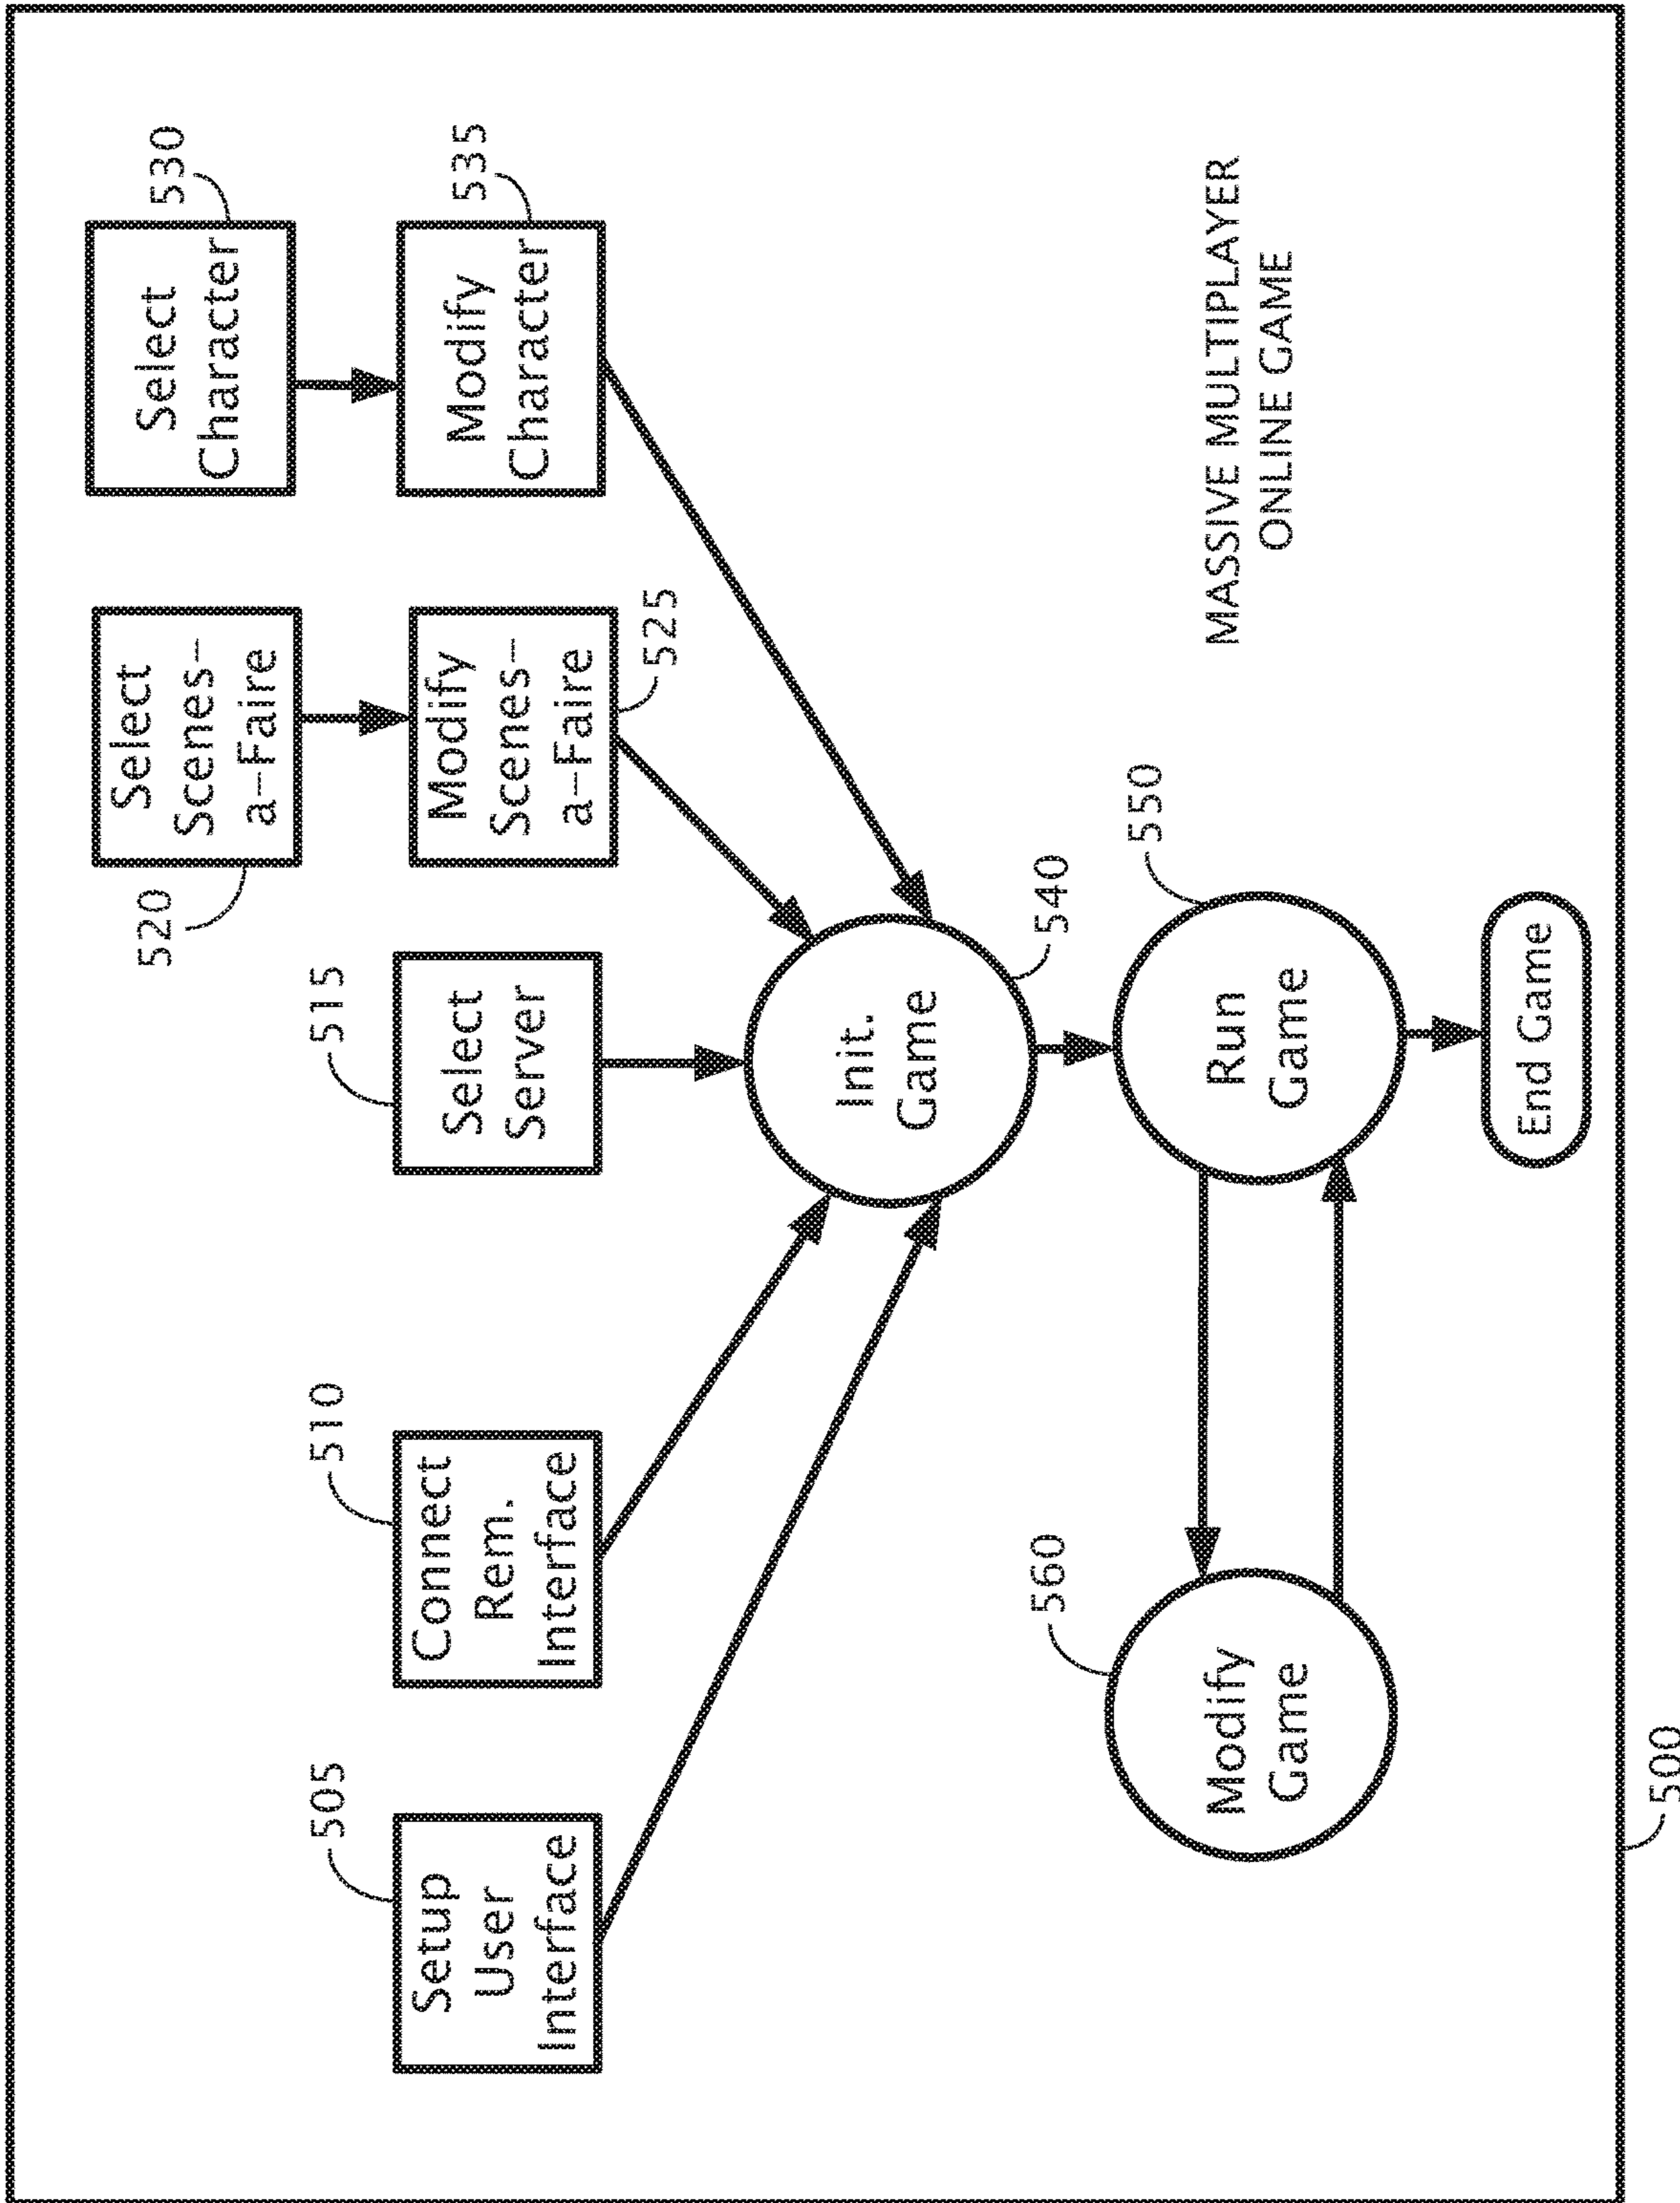 530
Select
Character
520
Select
Scenes-
a-Faire
505
Setup
User
Interface
510
Connect
Rem.
Interface
515
Select
Server
Modify
Scenes-
a-Faire
525
535
Modify
Character
Init.
Game
540
560
Modify
Game
550
Run
Game
MASSIVE MULTIPLAYER
ONLINE GAME
End Game
500